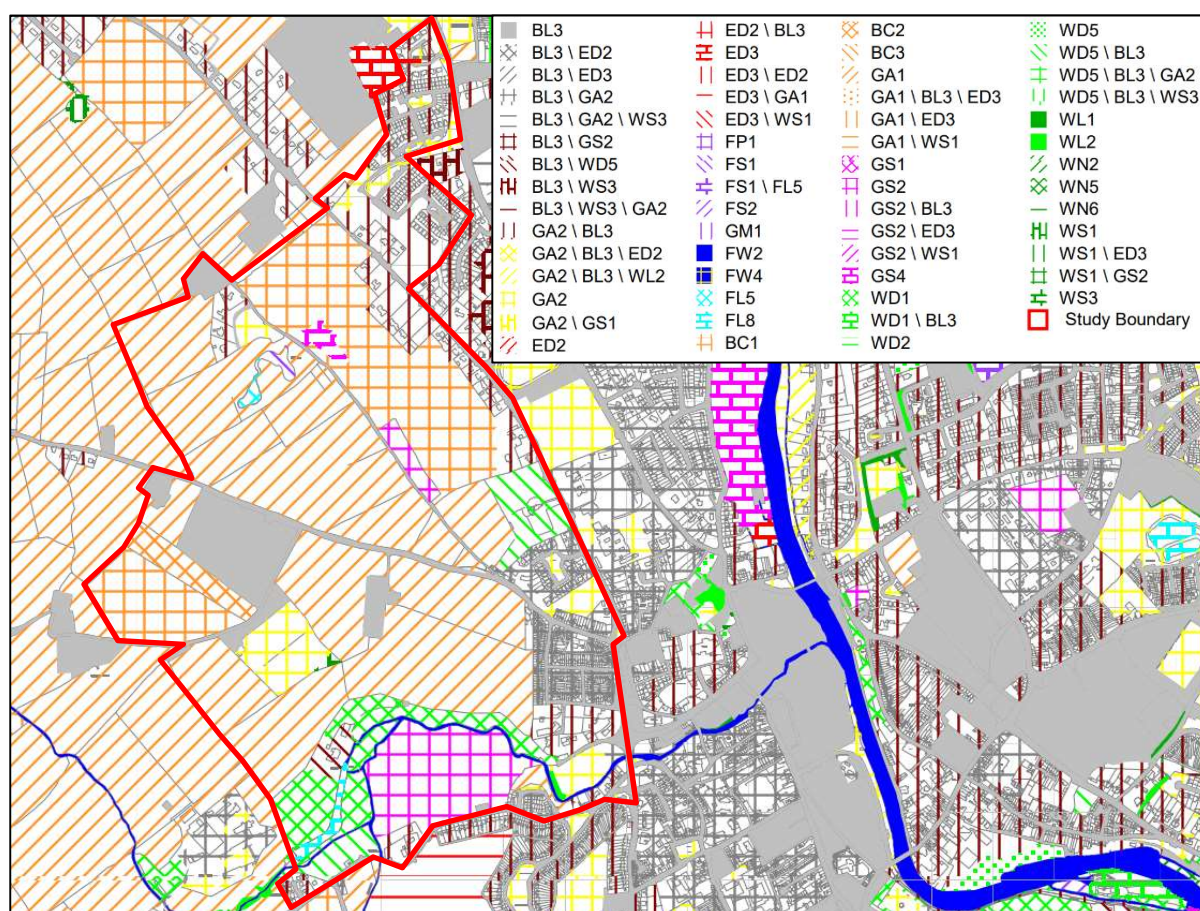 BL3
BL3 \ ED2
BL3 \ ED3
BL3 \ GA2
BL3 \ GA2 \ WS3
BL3 \ GS2
BL3 \ WD5
BL3 \ WS3
BL3 \ WS3 \ GA2
GA2 \ BL3
GA2 \ BL3 \ ED2
GA2 \ BL3 \ WL2
GA2
GA2 \ GS1
ED2
ED2 \ BL3
ED3
ED3 \ ED2
ED3 \ GA1
ED3 \ WS1
FP1
FS1
FS1 \ FL5
FS2
GM1
FW2
FW4
FL5
FL8
BC1
BC2
BC3
GA1
GA1 \ BL3 \ ED3
GA1 \ ED3
GA1 \ WS1
GS1
GS2
GS2 \ BL3
GS2 \ ED3
GS2 \ WS1
GS4
WD1
WD1 \ BL3
WD2
WD5
WD5 \ BL3
WD5 \ BL3 \ GA2
WD5 \ BL3 \ WS3
WL1
WL2
WN2
WN5
WN6
WS1
WS1 \ ED3
WS1 \ GS2
WS3
Study Boundary